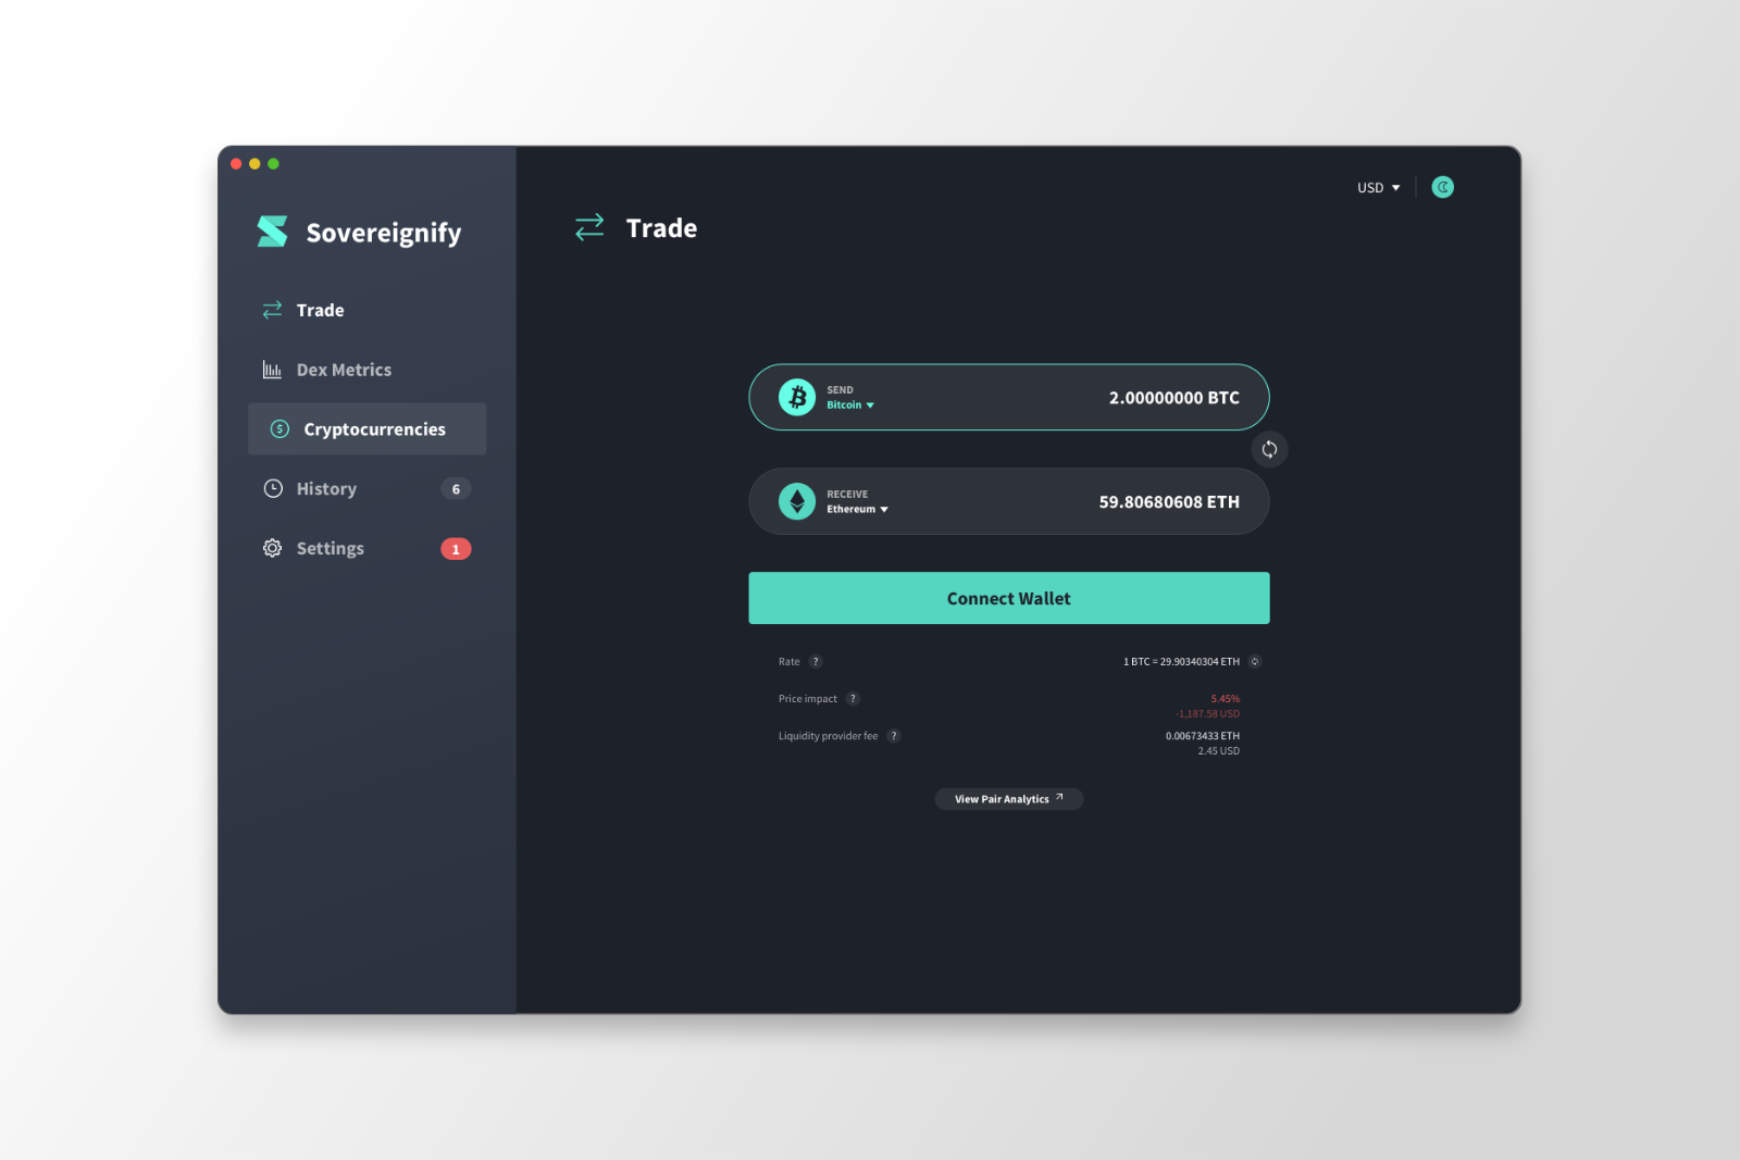 Sovereignify
Trade
Dex Metrics
Cryptocurrencies
History 6
Settings 1
USD
Trade
SEND
Bitcoin
2.00000000 BTC
RECEIVE
Ethereum
59.80680608 ETH
Connect Wallet
Rate ? 1 BTC = 29.90340304 ETH
Price impact ? 5.45%
-1,187.58 USD
Liquidity provider fee ? 0.00673433 ETH
2.45 USD
View Pair Analytics